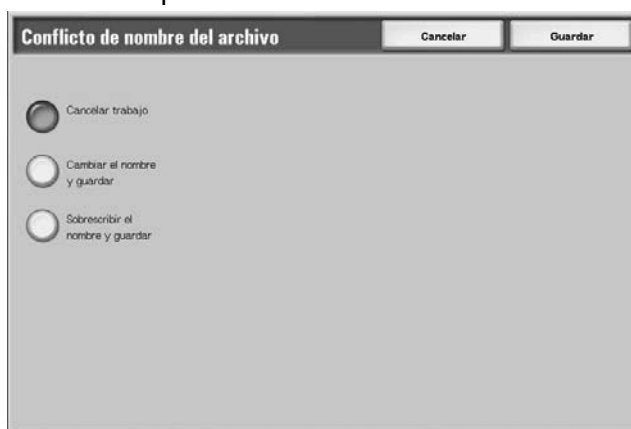 Conflicto de nombre del archivo
Cancelar
Guardar
Cancelar trabajo
Cambiar el nombre
y guardar
Sobrescribir el
nombre y guardar